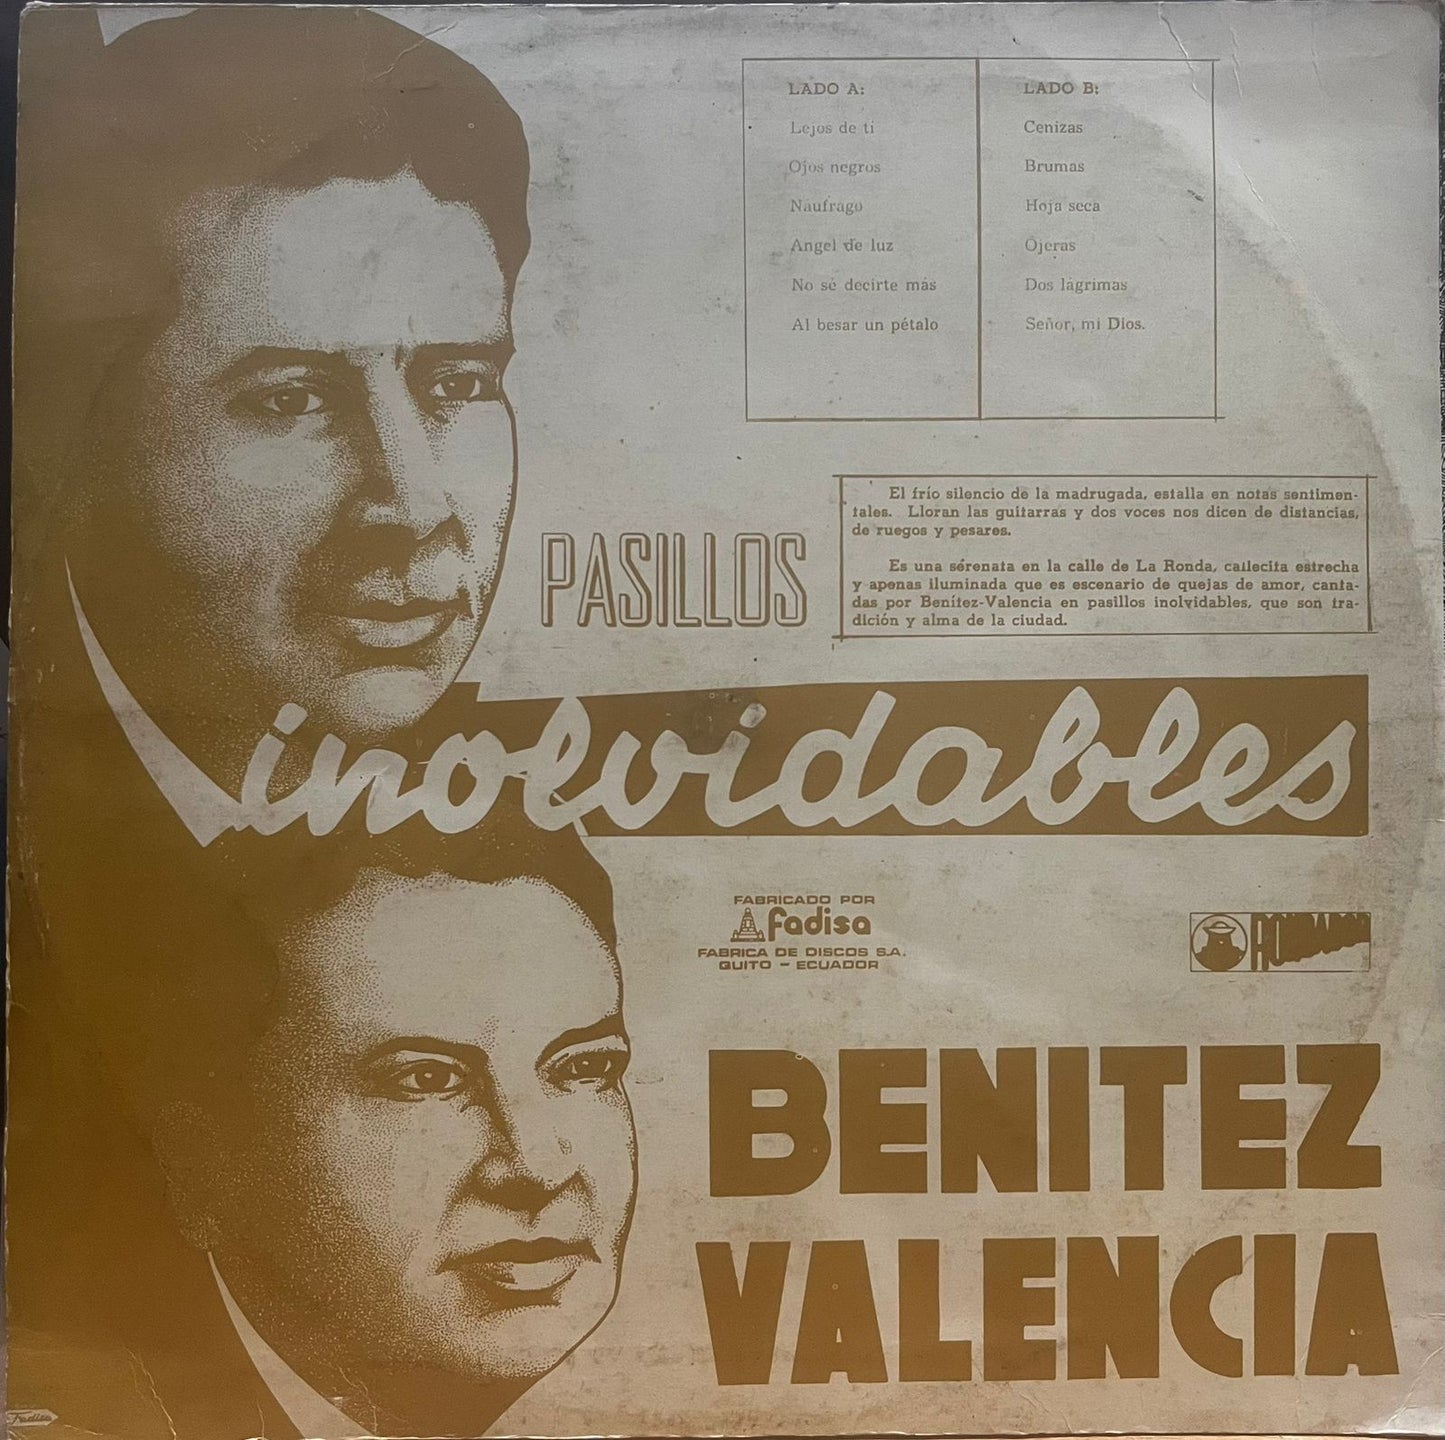 LADO A:
Lejos de ti
Ojos negros
Náufrago
Angel de luz
No sé decirte más
Al besar un pétalo
LADO B:
Cenizas
Brumas
Hoja seca
Ojeras
Dos lágrimas
Señor, mi Dios.
El frío silencio de la madrugada, estalla en notas sentimen-
tales. Lloran las guitarras y dos voces nos dicen de distancias,
de ruegos y pesares.
Es una serenata en la calle de La Ronda, callecita estrecha
y apenas iluminada que es escenario de quejas de amor, canta-
das por Benítez-Valencia en pasillos inolvidables, que son tra-
dición y alma de la ciudad.
PASILLOS
inolvidables
FABRICADO POR
fadisa
FABRICA DE DISCOS S.A.
QUITO - ECUADOR
RONDADOR
BENITEZ
VALENCIA
Fadisa